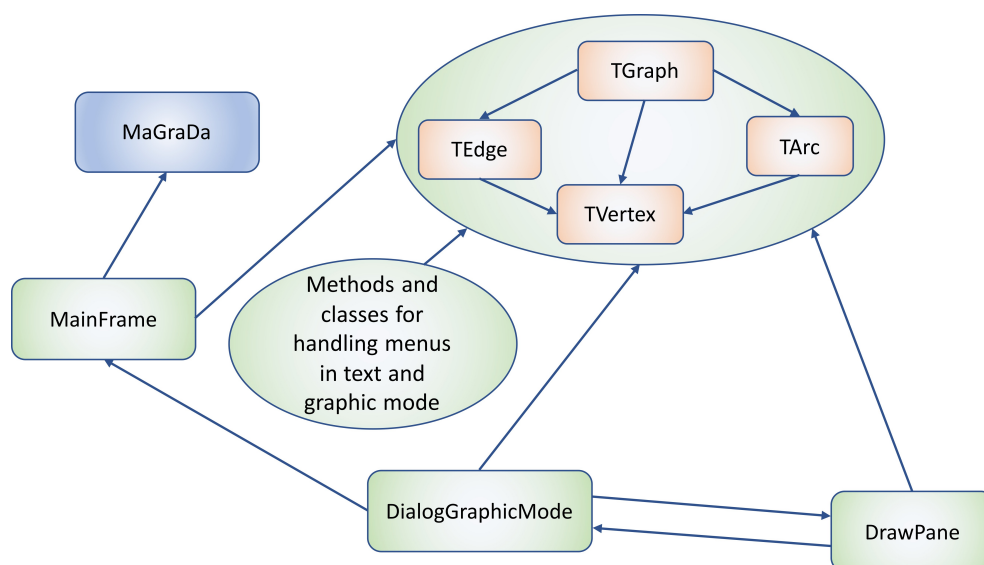 TGraph
MaGraDa
TEdge
TArc
TVertex
Methods and
classes for
handling menus
in text and
graphic mode
MainFrame
DialogGraphicMode
DrawPane